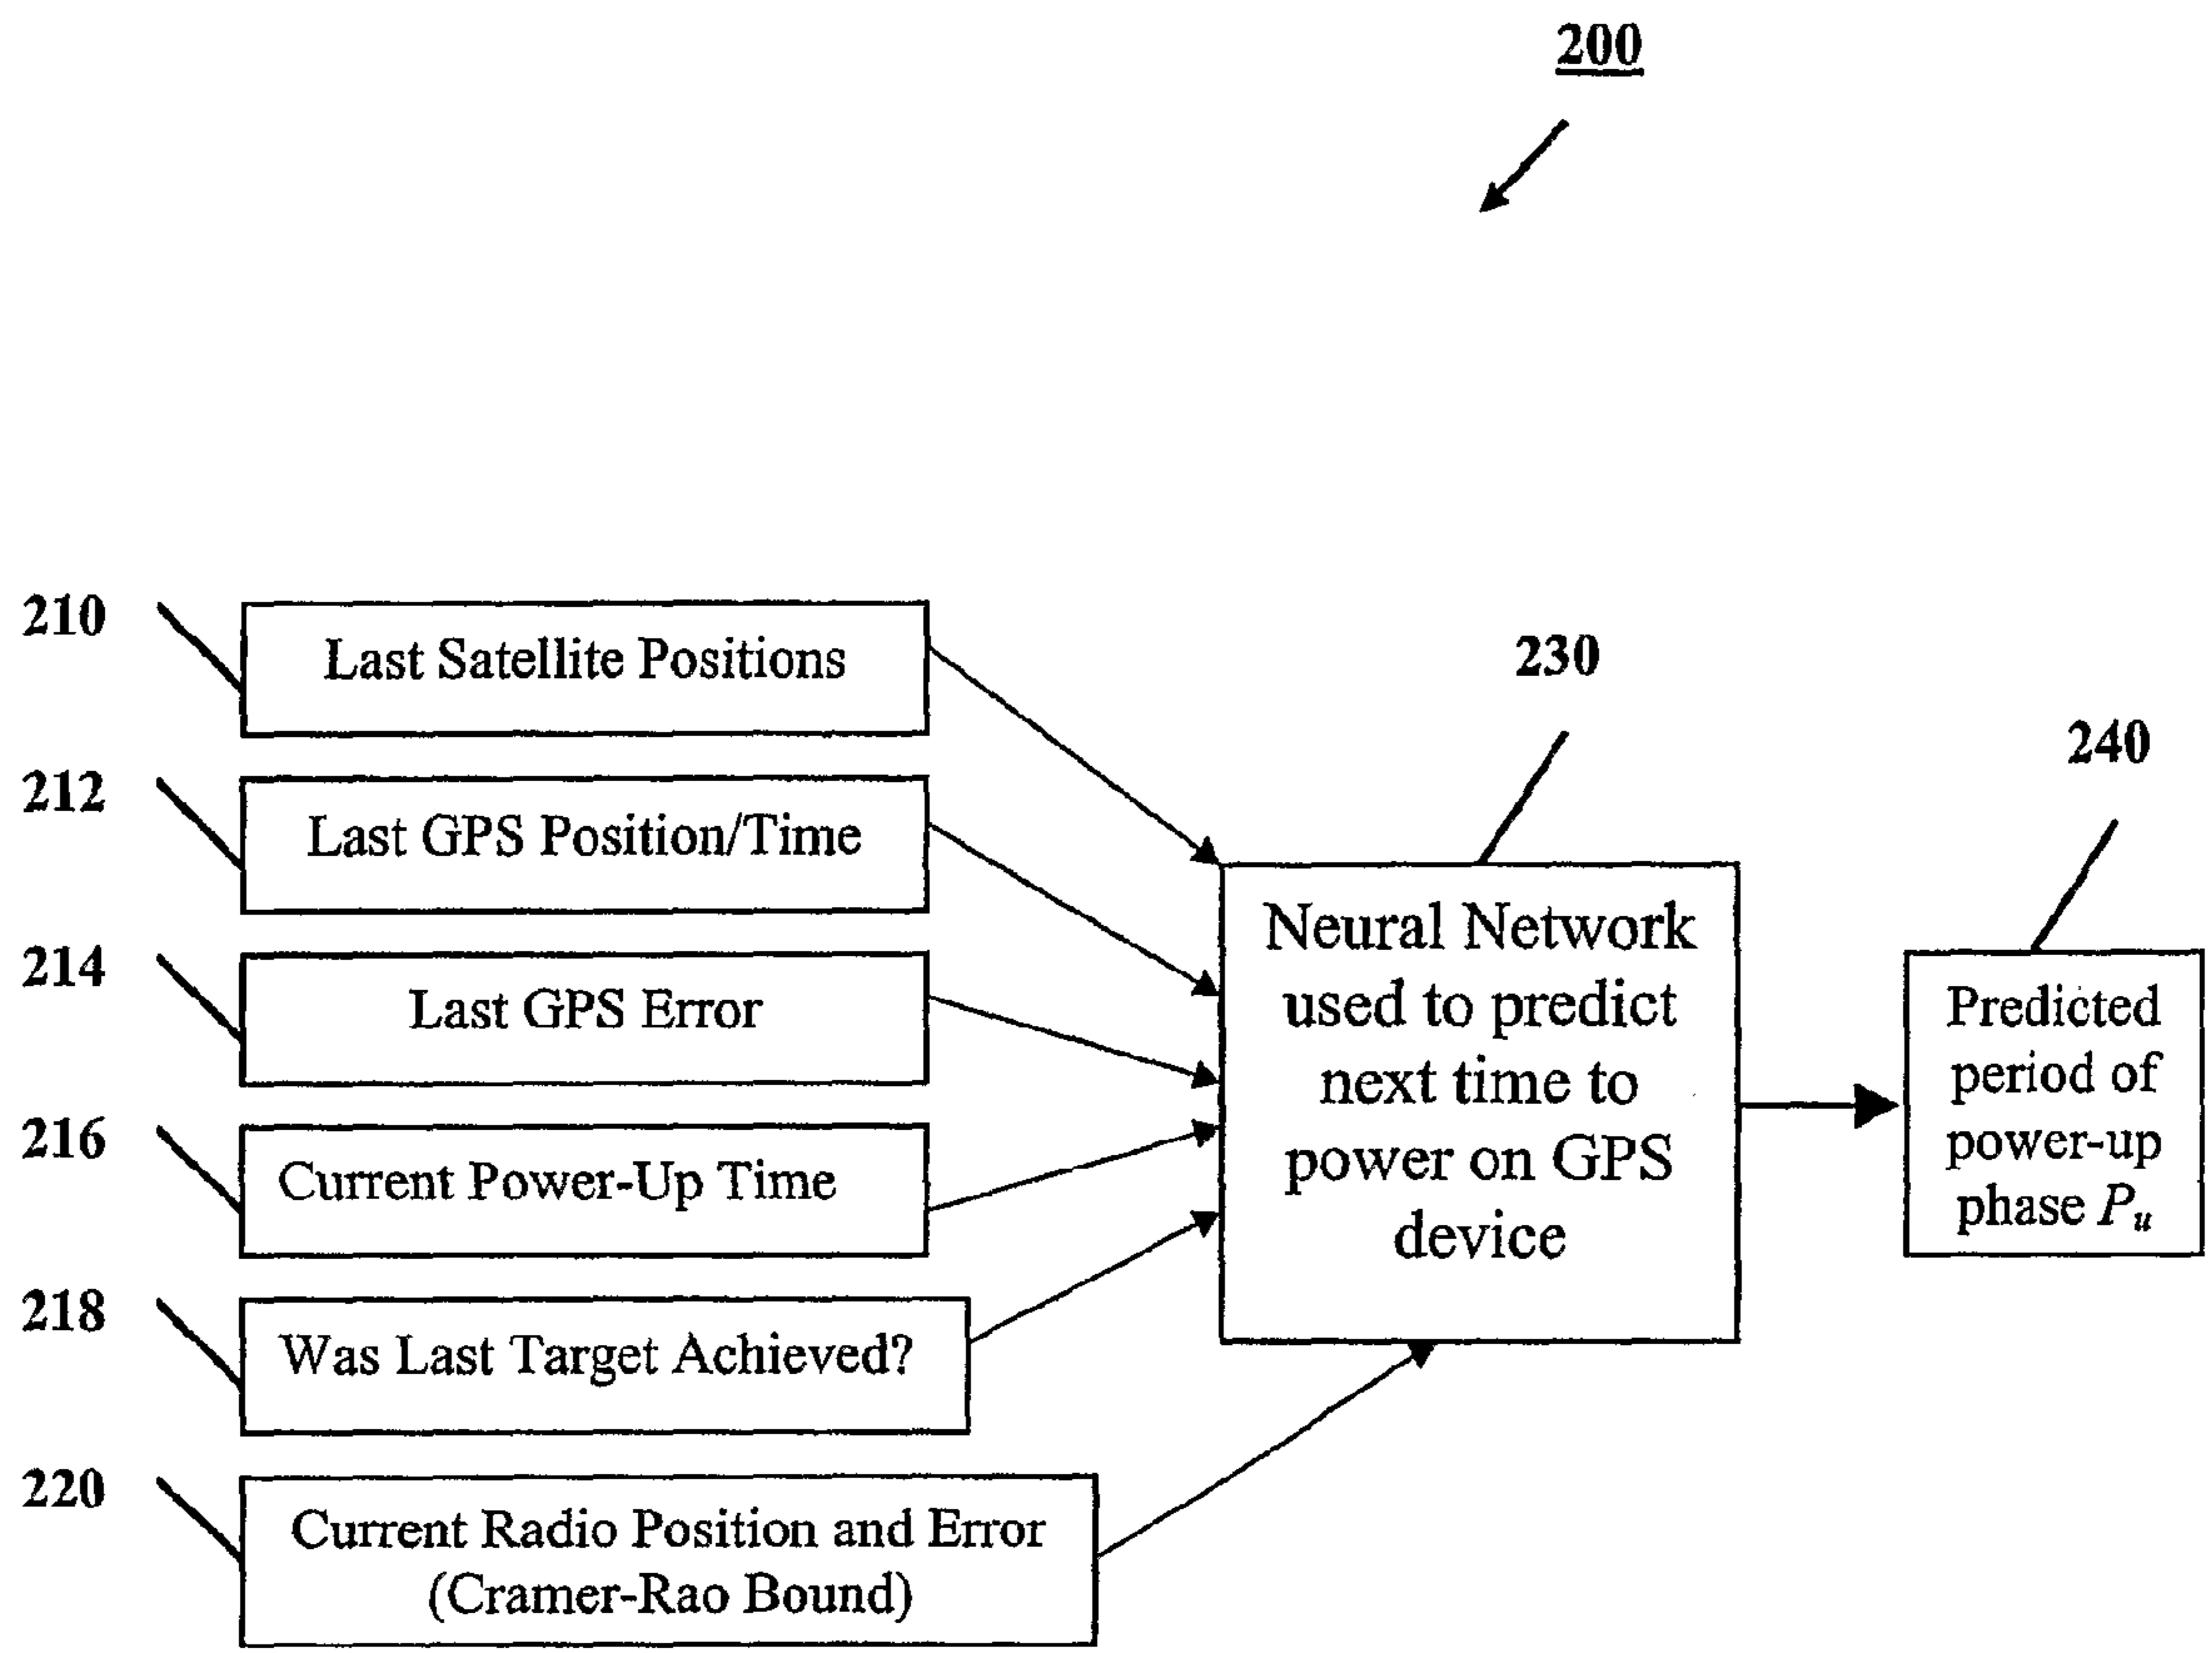 200
210
Last Satellite Positions
212
Last GPS Position/Time
214
Last GPS Error
216
Current Power-Up Time
218
Was Last Target Achieved?
220
Current Radio Position and Error
(Cramer-Rao Bound)
230
Neural Network
used to predict
next time to
power on GPS
device
240
Predicted
period of
power-up
phase Pu